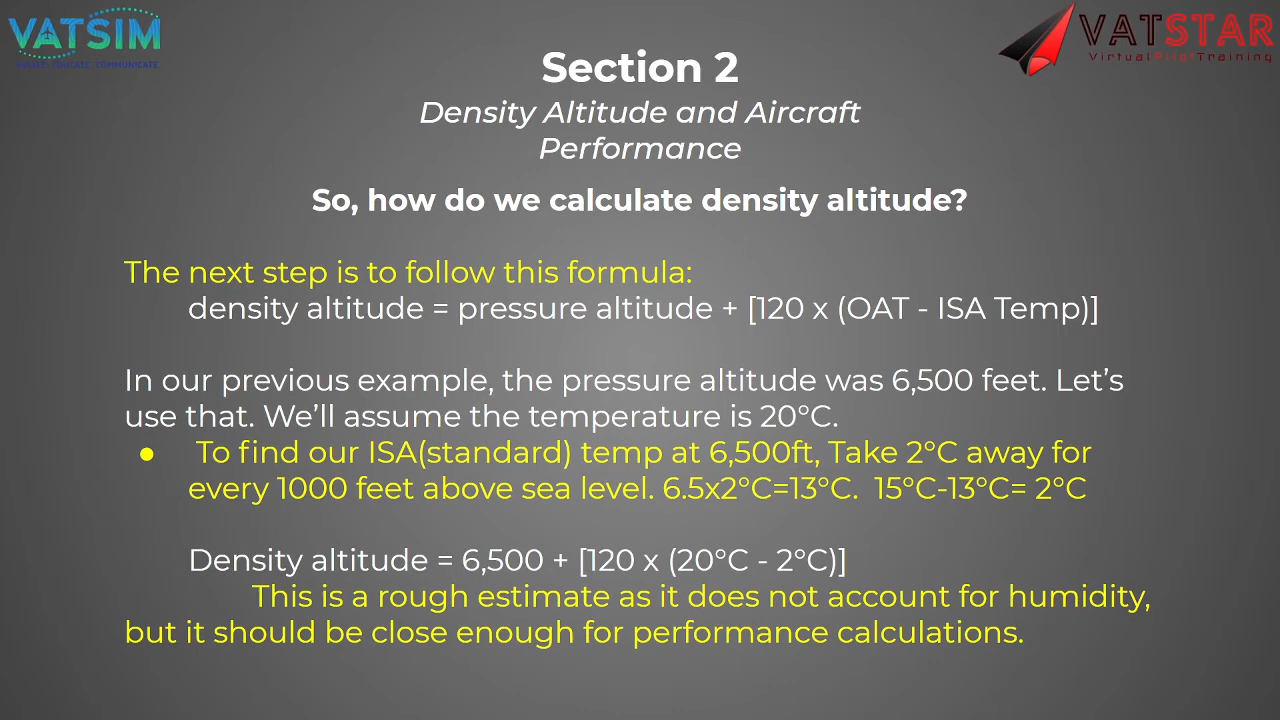 VATSIM
EDUCATE COMMUNICATE
VATSTAR
VirtualPilotTraining
Section 2
Density Altitude and Aircraft
Performance
So, how do we calculate density altitude?
The next step is to follow this formula:
density altitude = pressure altitude + [120 x (OAT - ISA Temp)]
In our previous example, the pressure altitude was 6,500 feet. Let’s
use that. We’ll assume the temperature is 20°C.
● To find our ISA(standard) temp at 6,500ft, Take 2°C away for
every 1000 feet above sea level. 6.5x2°C=13°C. 15°C-13°C= 2°C
Density altitude = 6,500 + [120 x (20°C - 2°C)]
This is a rough estimate as it does not account for humidity,
but it should be close enough for performance calculations.